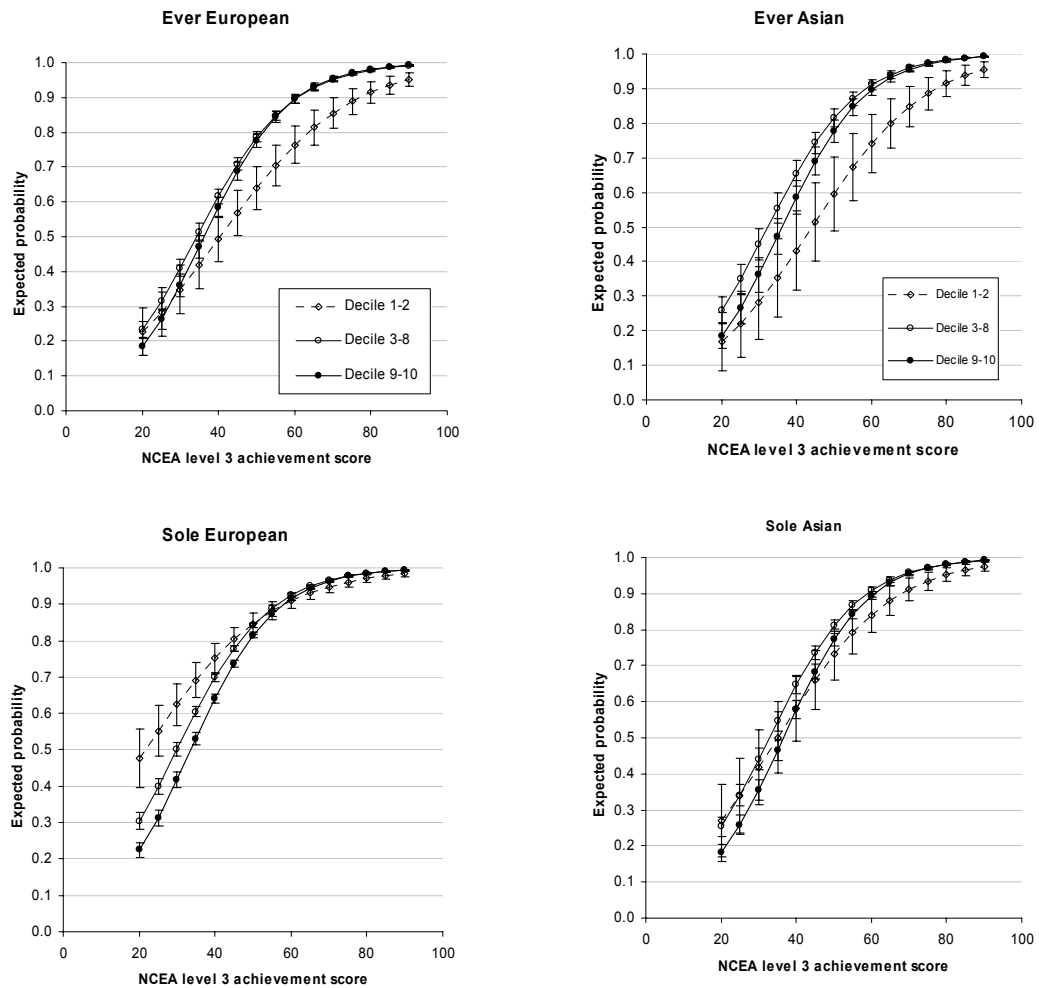 Ever European
Expected probability
1.0
0.9
0.8
0.7
0.6
0.5
0.4
0.3
0.2
0.1
0.0
Decile 1-2
Decile 3-8
Decile 9-10
0 20 40 60 80 100
NCEA level 3 achievement score
Ever Asian
Expected probability
1.0
0.9
0.8
0.7
0.6
0.5
0.4
0.3
0.2
0.1
0.0
Decile 1-2
Decile 3-8
Decile 9-10
0 20 40 60 80 100
NCEA level 3 achievement score
Sole European
Expected probability
1.0
0.9
0.8
0.7
0.6
0.5
0.4
0.3
0.2
0.1
0.0
0 20 40 60 80 100
NCEA level 3 achievement score
Sole Asian
Expected probability
1.0
0.9
0.8
0.7
0.6
0.5
0.4
0.3
0.2
0.1
0.0
0 20 40 60 80 100
NCEA level 3 achievement score